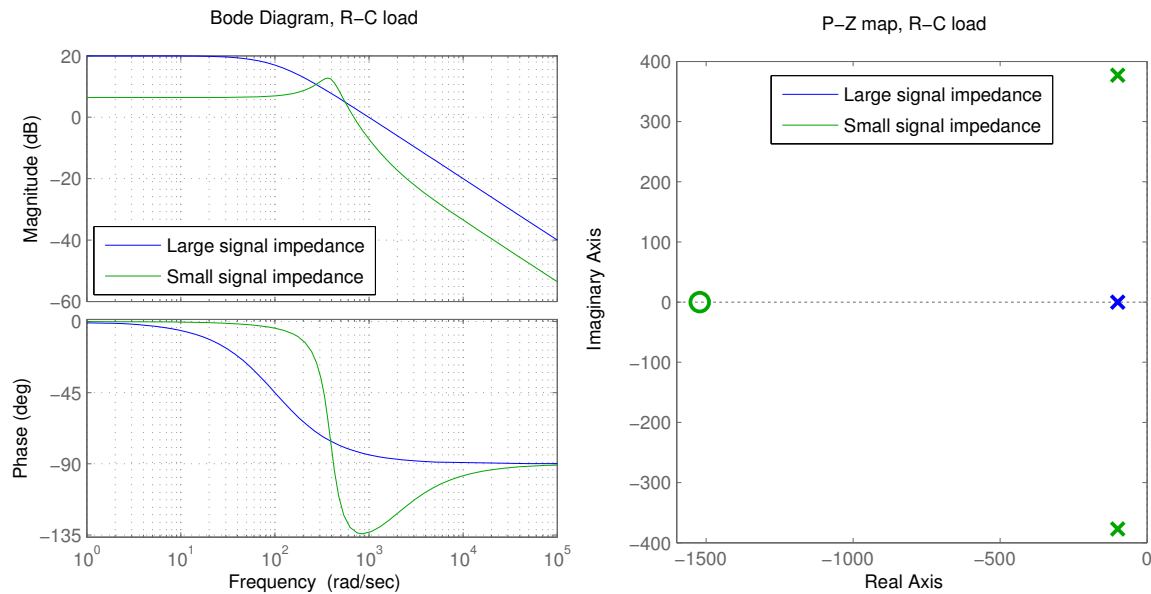 Bode Diagram, R−C load
20
0
−20
−40
−60
Magnitude (dB)
Large signal impedance
Small signal impedance
0
−45
−90
−135
Phase (deg)
10^0
10^1
10^2
10^3
10^4
10^5
Frequency (rad/sec)
P−Z map, R−C load
400
300
200
100
0
−100
−200
−300
−400
Imaginary Axis
Large signal impedance
Small signal impedance
−1500
−1000
−500
0
Real Axis